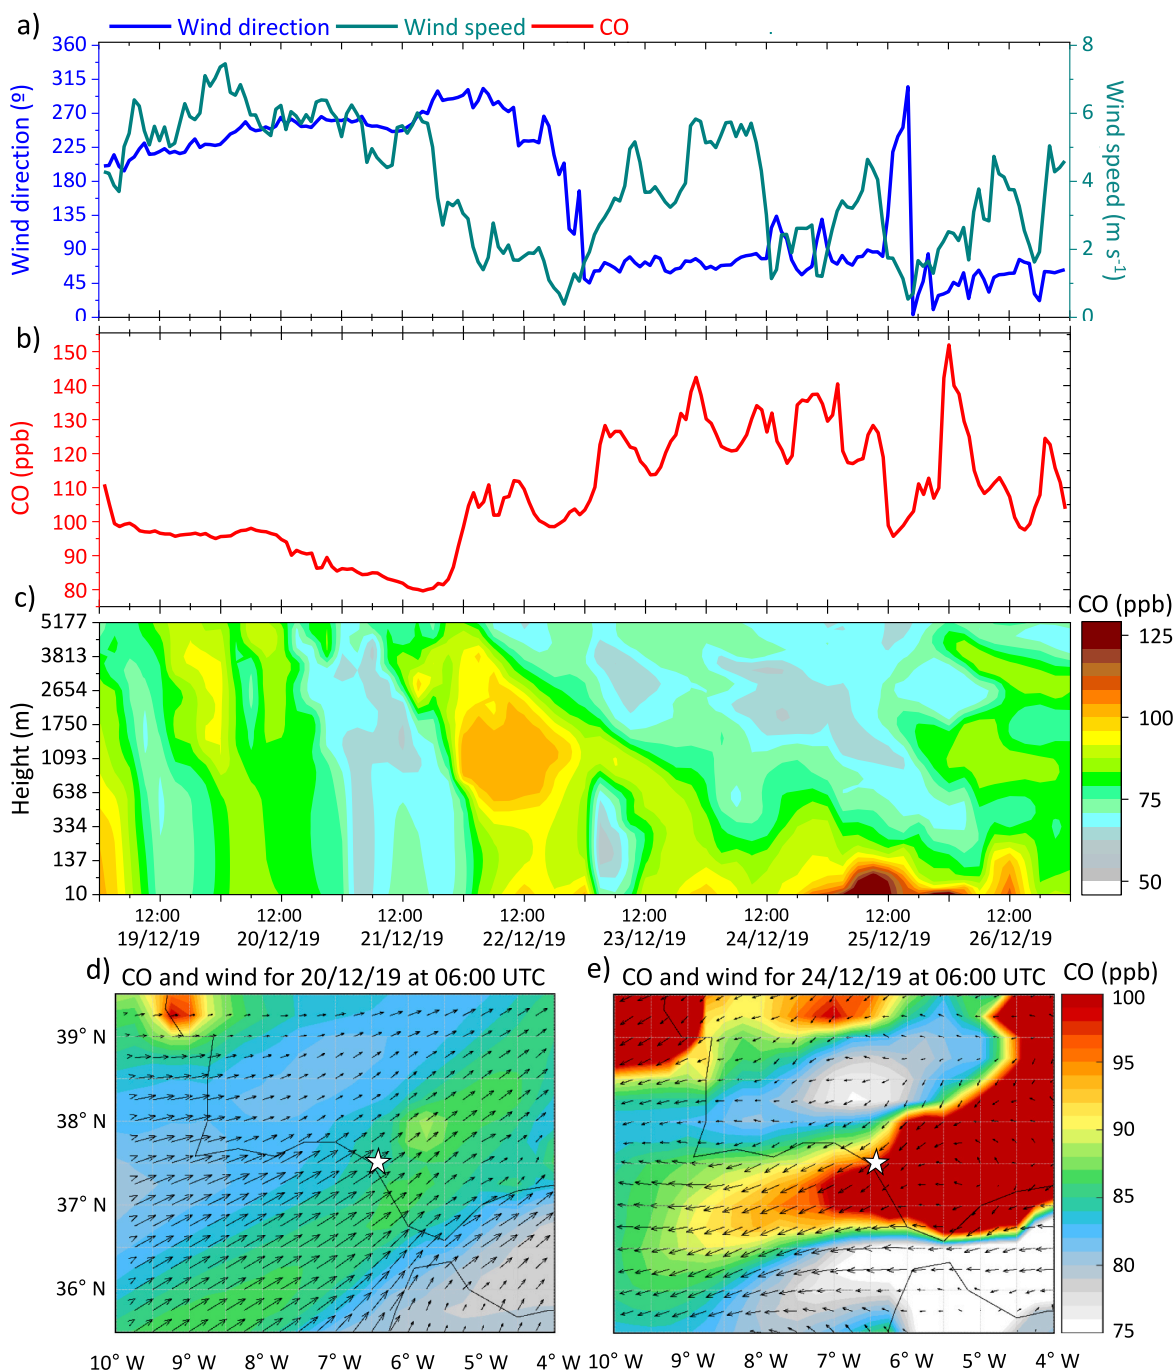 a)
Wind direction Wind speed CO
360
315
270
225
180
135
90
45
0
Wind direction (º)
8
6
4
2
0
Wind speed (m s-1)
b)
150
140
130
120
110
100
90
80
CO (ppb)
c)
5177
3813
2654
1750
1093
638
334
137
10
Height (m)
CO (ppb)
125
100
75
50
12:00 12:00 12:00 12:00 12:00 12:00 12:00 12:00
19/12/19 20/12/19 21/12/19 22/12/19 23/12/19 24/12/19 25/12/19 26/12/19
d) CO and wind for 20/12/19 at 06:00 UTC
39° N
38° N
37° N
36° N
10° W 9° W 8° W 7° W 6° W 5° W 4° W
e) CO and wind for 24/12/19 at 06:00 UTC
10° W 9° W 8° W 7° W 6° W 5° W 4° W
CO (ppb)
100
95
90
85
80
75